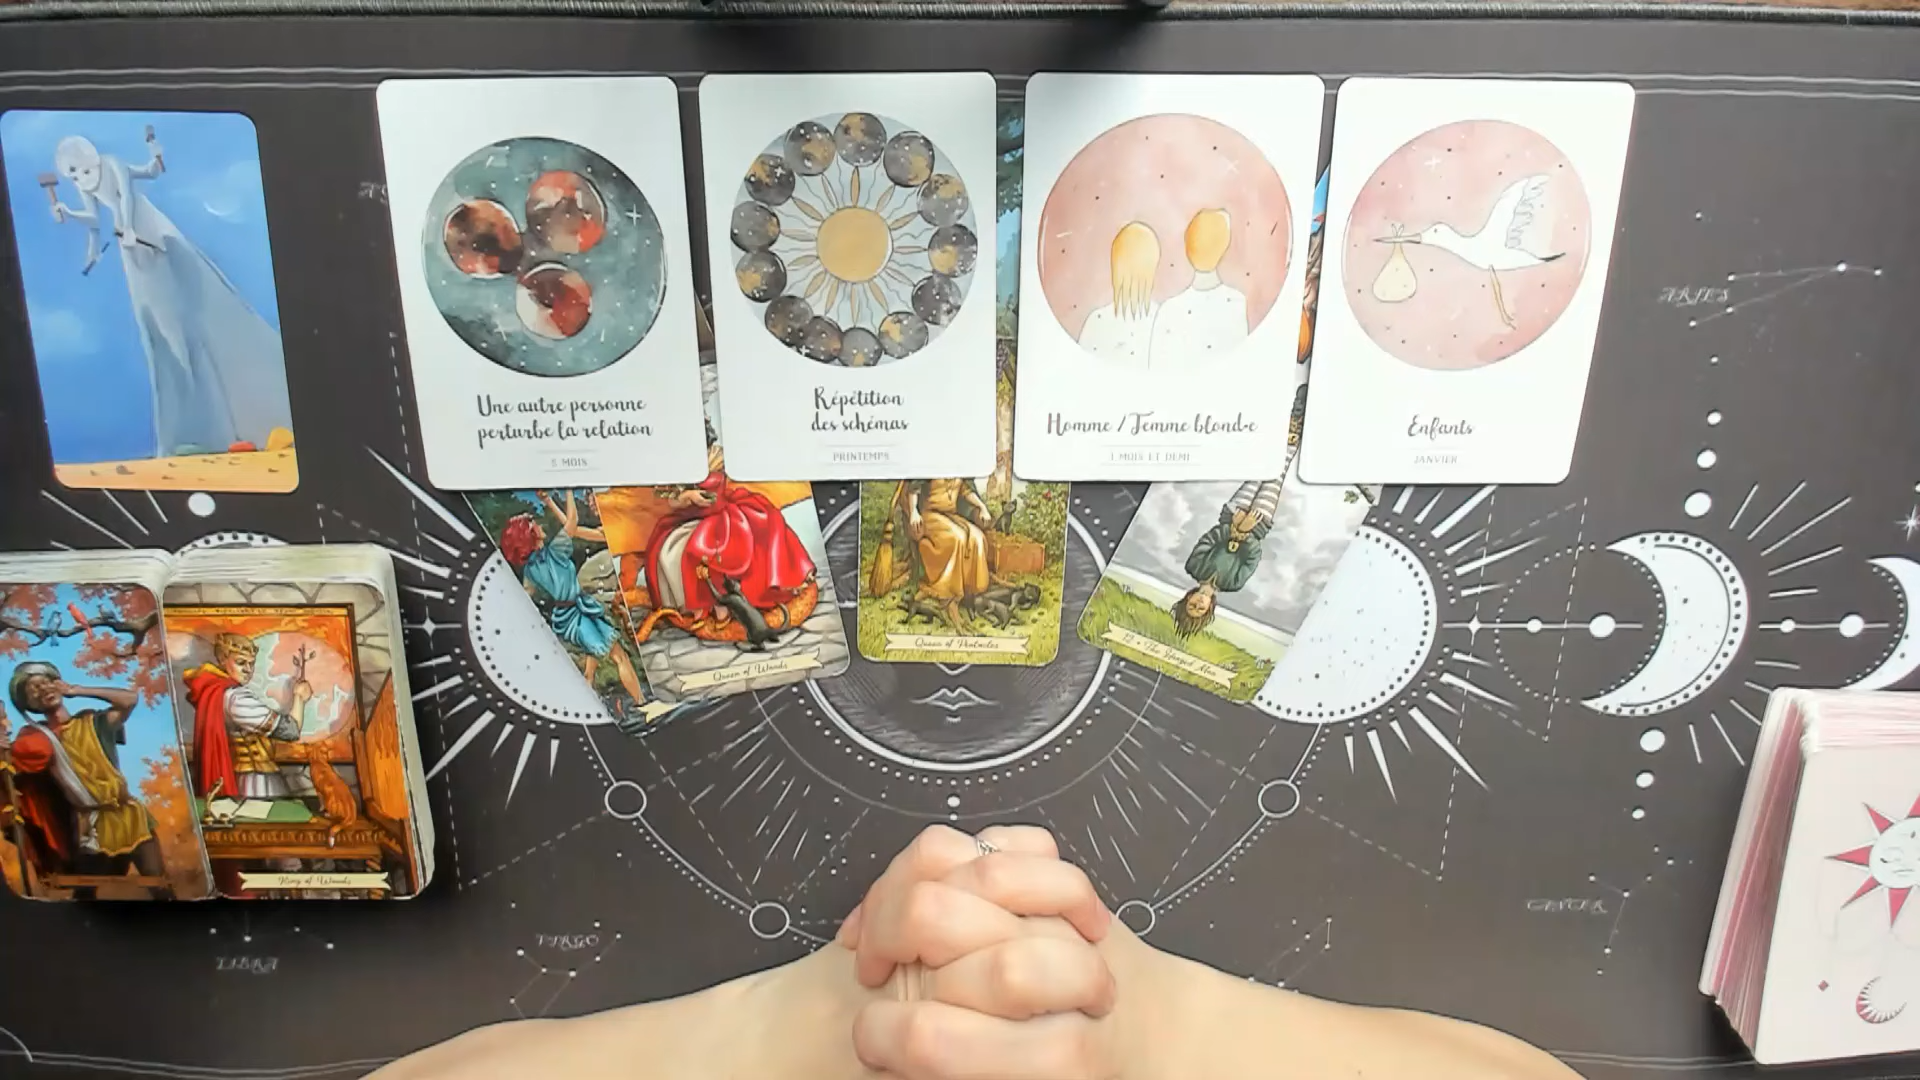 Une autre personne
perturbe la relation
5 MOIS
Répétition
des schémas
PRINTEMPS
Homme / Femme blond·e
1 MOIS ET DEMI
Enfants
JANVIER
ARIES
Queen of Wands
Queen of Pentacles
12 • The Hanged Man
King of Wands
CANCER
VIRGO
LIBRA